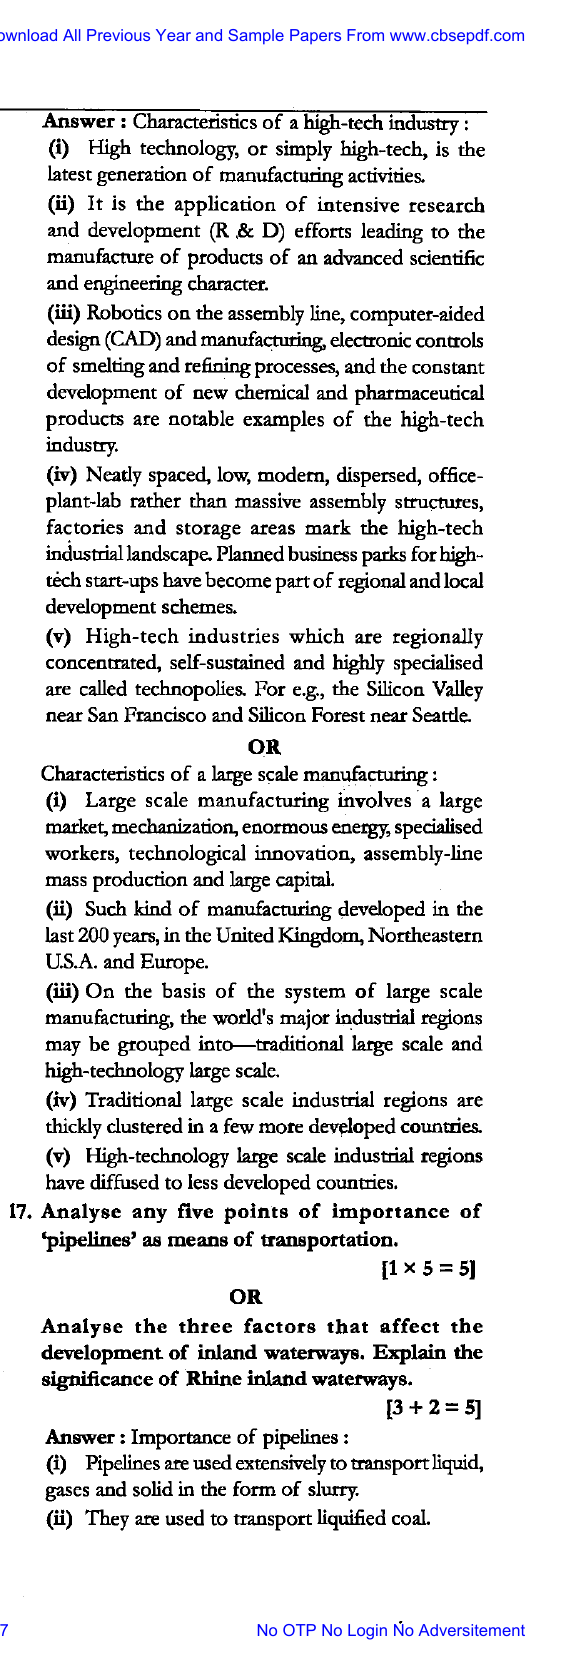 ownload All Previous Year and Sample Papers From www.cbsepdf.com
Answer : Characteristics of a high-tech industry :
(i) High technology, or simply high-tech, is the
latest generation of manufacturing activities.
(ii) It is the application of intensive research
and development (R & D) efforts leading to the
manufacture of products of an advanced scientific
and engineering character.
(iii) Robotics on the assembly line, computer-aided
design (CAD) and manufacturing, electronic controls
of smelting and refining processes, and the constant
development of new chemical and pharmaceutical
products are notable examples of the high-tech
industry.
(iv) Neatly spaced, low, modern, dispersed, office-
plant-lab rather than massive assembly structures,
factories and storage areas mark the high-tech
industrial landscape. Planned business parks for high-
tech start-ups have become part of regional and local
development schemes.
(v) High-tech industries which are regionally
concentrated, self-sustained and highly specialised
are called technopolies. For e.g., the Silicon Valley
near San Francisco and Silicon Forest near Seattle.
OR
Characteristics of a large scale manufacturing :
(i) Large scale manufacturing involves a large
market, mechanization, enormous energy, specialised
workers, technological innovation, assembly-line
mass production and large capital.
(ii) Such kind of manufacturing developed in the
last 200 years, in the United Kingdom, Northeastern
U.S.A. and Europe.
(iii) On the basis of the system of large scale
manufacturing, the world's major industrial regions
may be grouped into—traditional large scale and
high-technology large scale.
(iv) Traditional large scale industrial regions are
thickly clustered in a few more developed countries.
(v) High-technology large scale industrial regions
have diffused to less developed countries.
17. Analyse any five points of importance of
‘pipelines’ as means of transportation.
[1 × 5 = 5]
OR
Analyse the three factors that affect the
development of inland waterways. Explain the
significance of Rhine inland waterways.
[3 + 2 = 5]
Answer : Importance of pipelines :
(i) Pipelines are used extensively to transport liquid,
gases and solid in the form of slurry.
(ii) They are used to transport liquified coal.
7
No OTP No Login No Adversitement